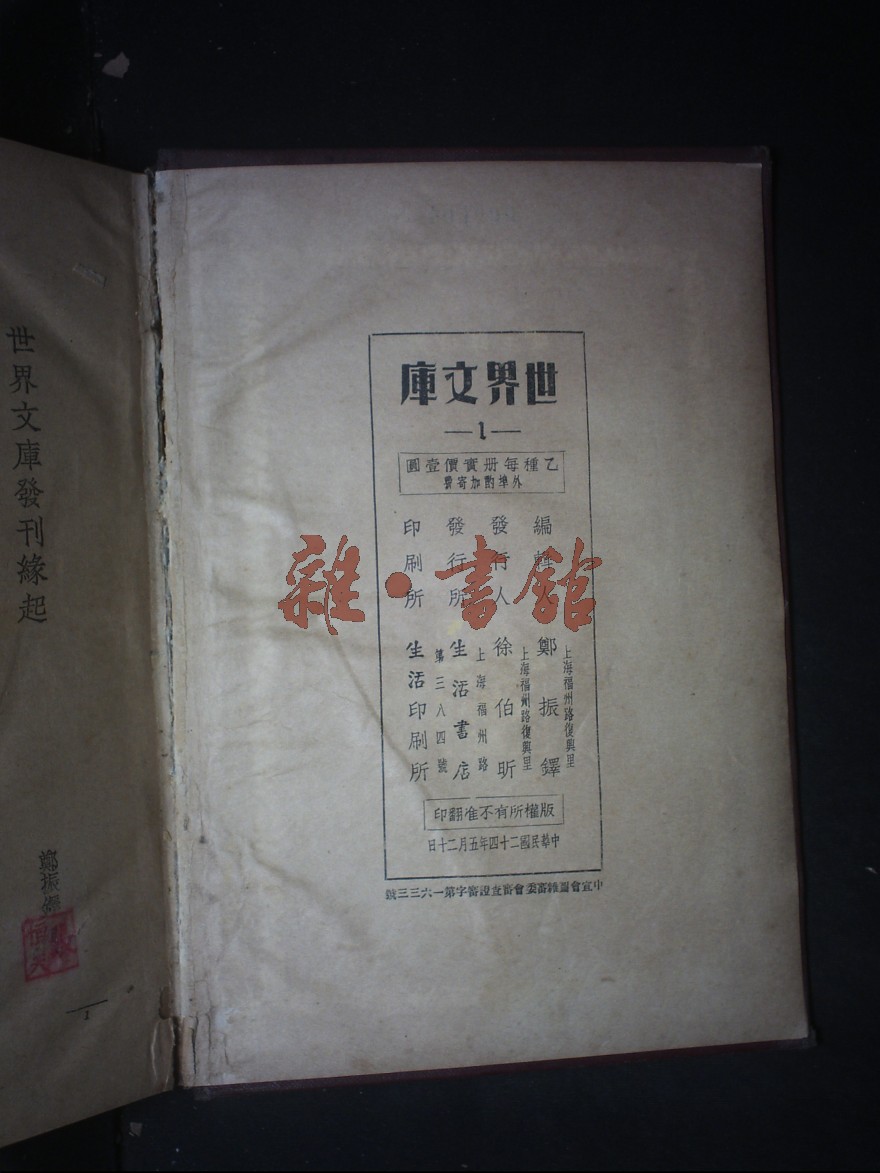 世界文庫
—1—
乙種每册實價壹圓
外埠酌加寄費
編輯人
上海福州路復興里
鄭振鐸
發行人
上海福州路復興里
徐伯昕
發行所
上海福州路
第三八四號
生活書店
印刷所
生活印刷所
版權所有不准翻印
中華民國二十四年五月二十日
中宣會圖雜審委會審查證審字第一六三三號
雜·書館
世界文庫發刊緣起
鄭振鐸
1